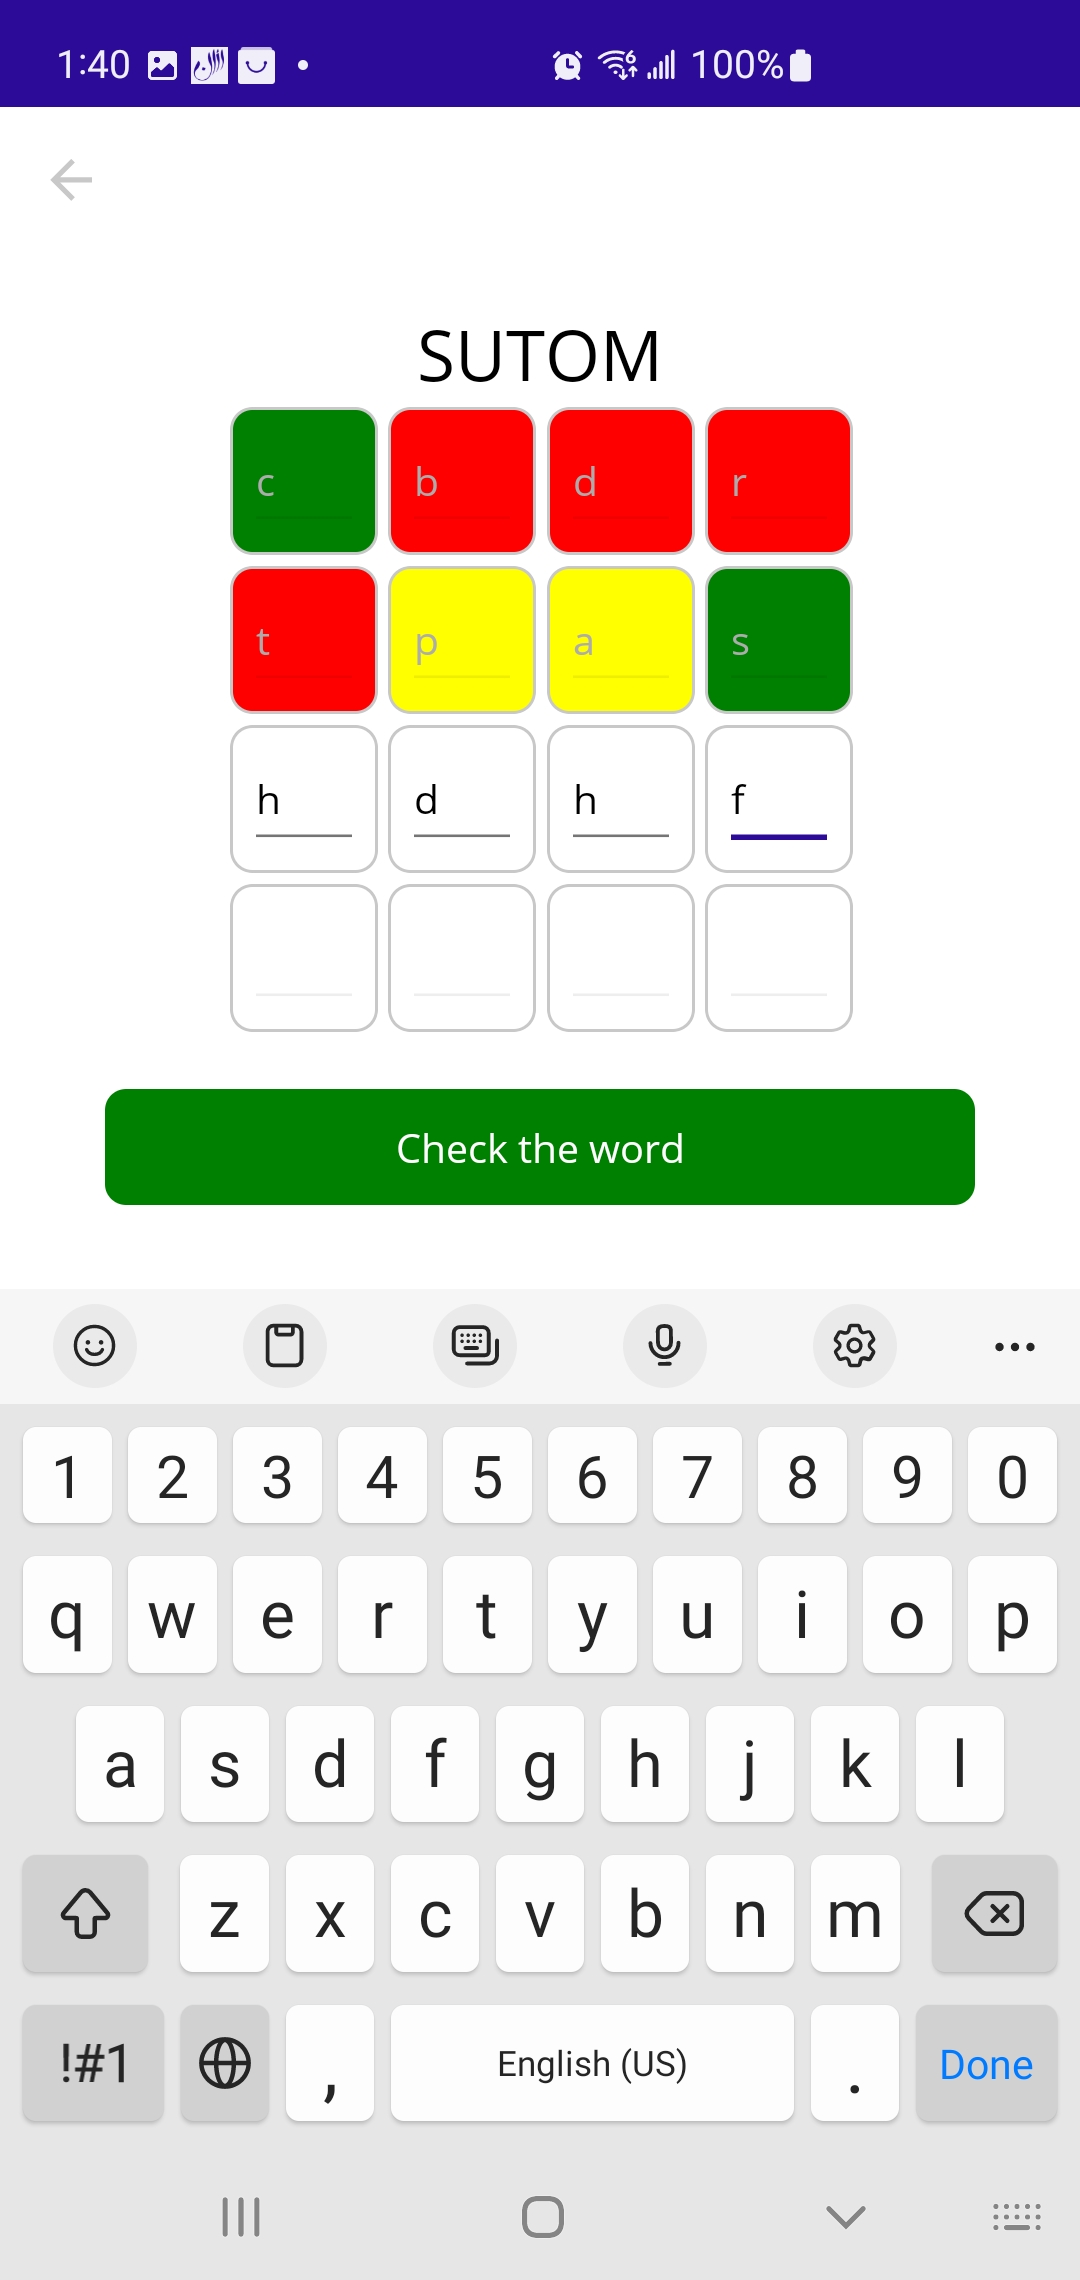 1:40 100%
SUTOM
c b d r
t p a s
h d h f
Check the word
1 2 3 4 5 6 7 8 9 0
q w e r t y u i o p
a s d f g h j k l
z x c v b n m
!#1 , English (US) . Done